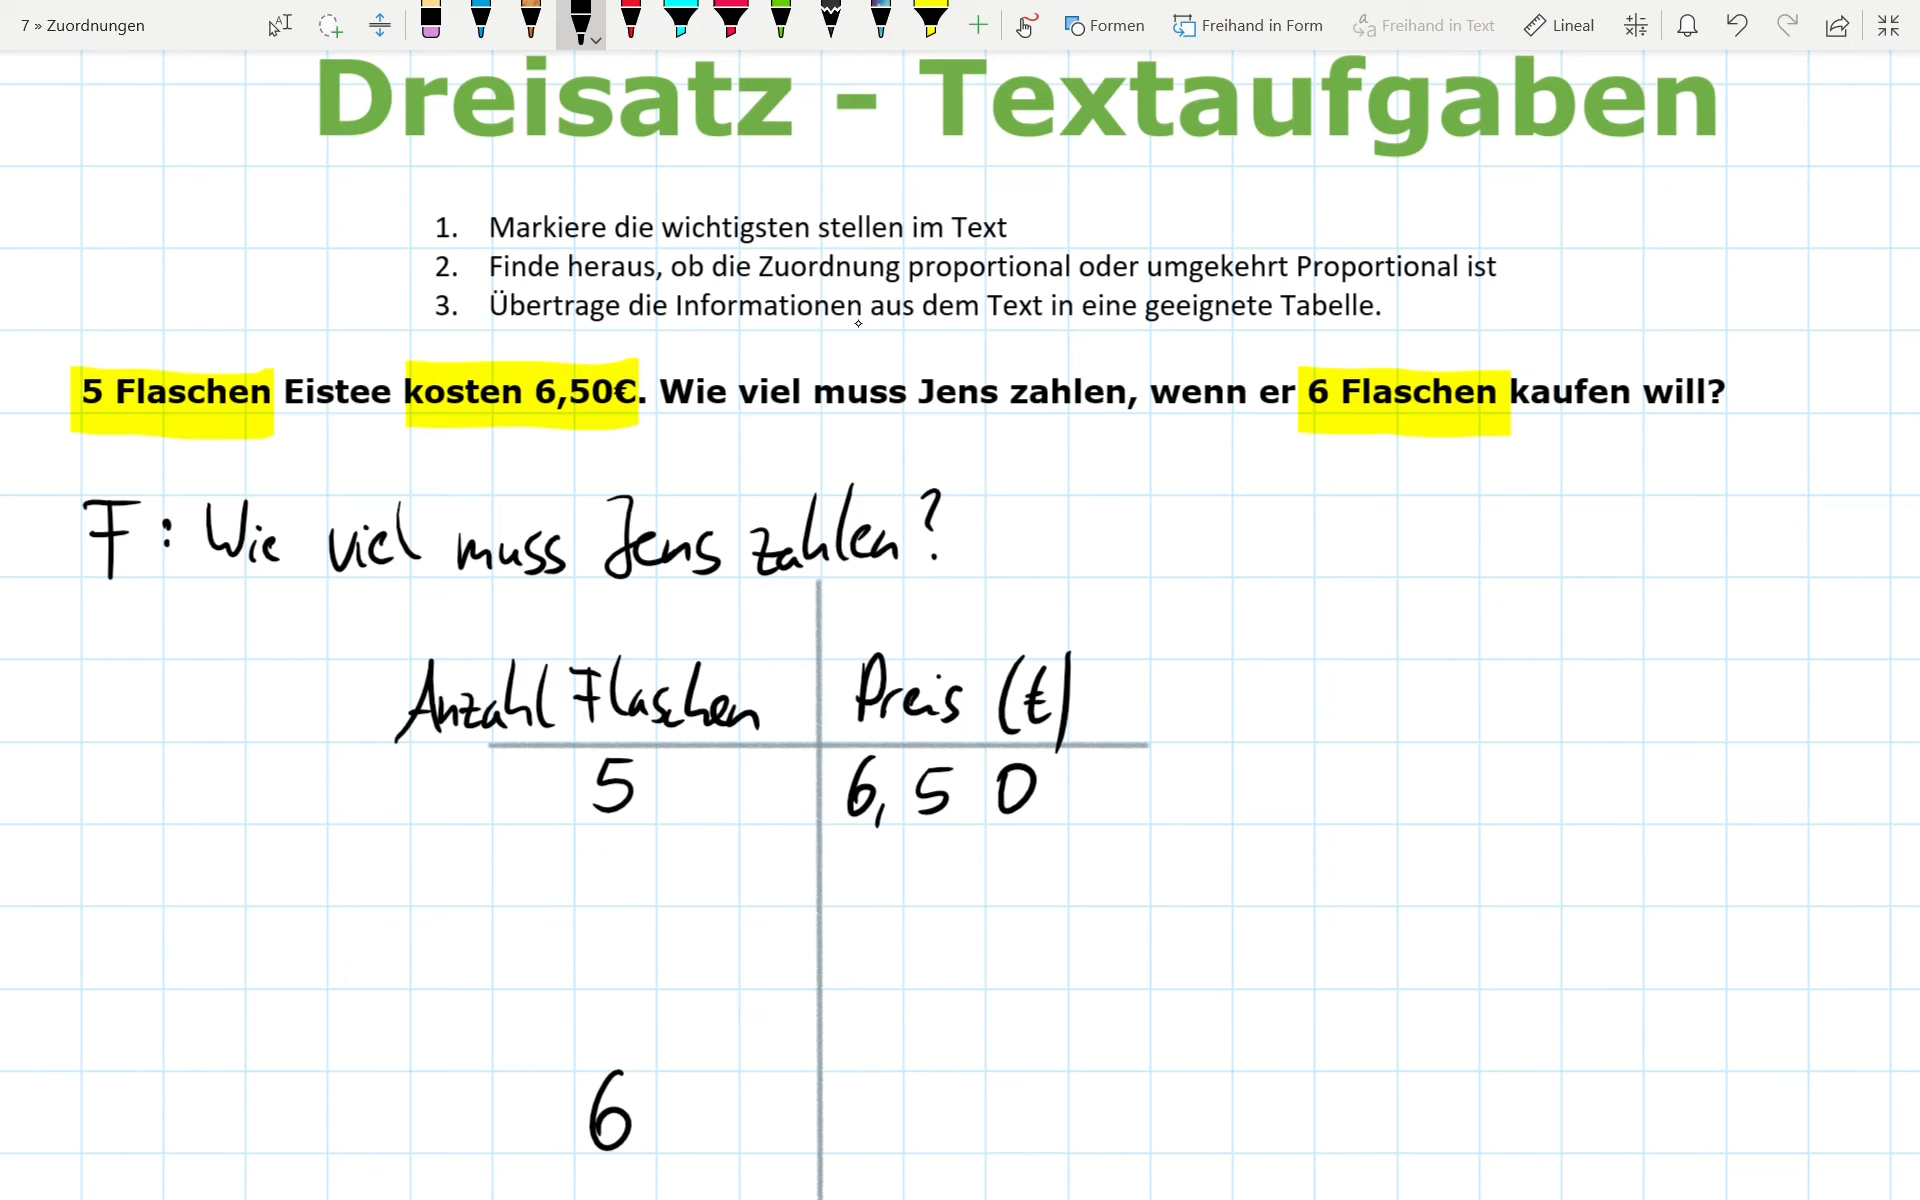 7 » Zuordnungen
Formen Freihand in Form Freihand in Text Lineal
Dreisatz - Textaufgaben
1. Markiere die wichtigsten stellen im Text
2. Finde heraus, ob die Zuordnung proportional oder umgekehrt Proportional ist
3. Übertrage die Informationen aus dem Text in eine geeignete Tabelle.
5 Flaschen Eistee kosten 6,50€. Wie viel muss Jens zahlen, wenn er 6 Flaschen kaufen will?
F: Wie viel muss Jens zahlen?
Anzahl Flaschen Preis (€)
5 6,50
6